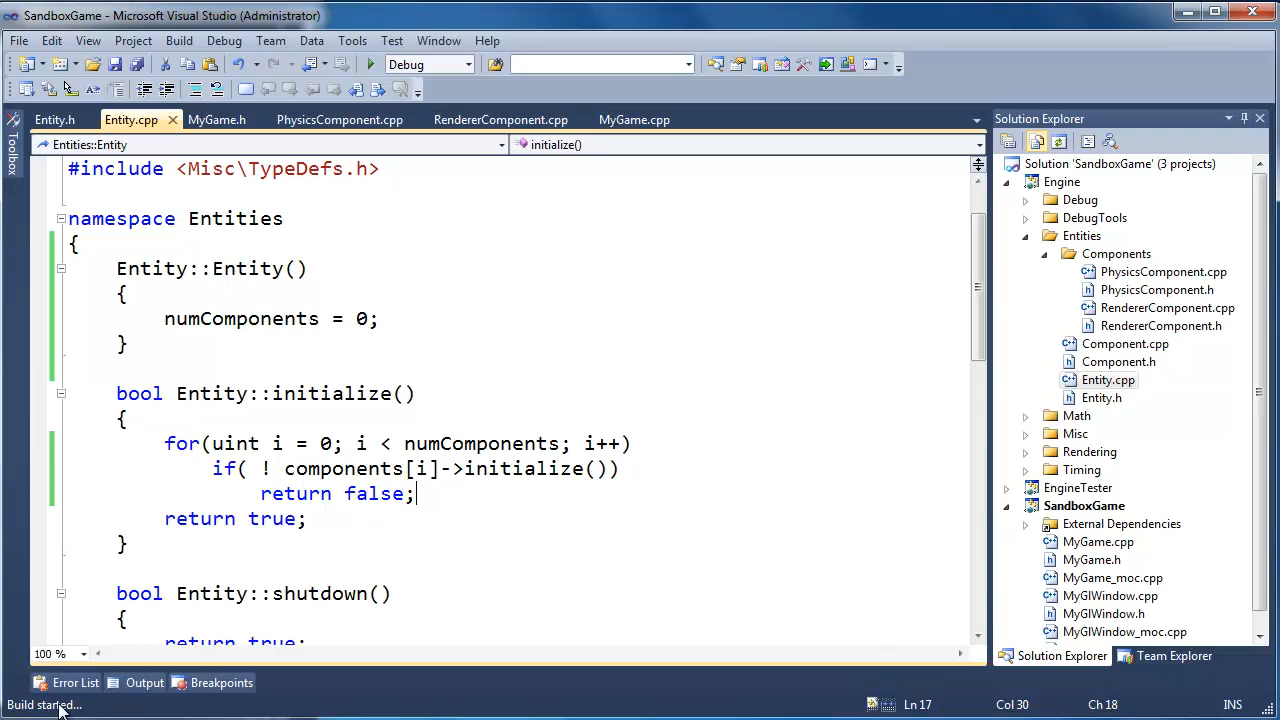 SandboxGame - Microsoft Visual Studio (Administrator)
File Edit View Project Build Debug Team Data Tools Test Window Help
Debug
Entity.h Entity.cpp MyGame.h PhysicsComponent.cpp RendererComponent.cpp MyGame.cpp
Entities::Entity initialize()
#include <Misc\TypeDefs.h>
namespace Entities
{
Entity::Entity()
{
numComponents = 0;
}
bool Entity::initialize()
{
for(uint i = 0; i < numComponents; i++)
if( ! components[i]->initialize())
return false;
return true;
}
bool Entity::shutdown()
{
return true;
100 %
Toolbox
Error List Output Breakpoints
Build started...
Ln 17 Col 30 Ch 18 INS
Solution Explorer
Solution 'SandboxGame' (3 projects)
Engine
Debug
DebugTools
Entities
Components
PhysicsComponent.cpp
PhysicsComponent.h
RendererComponent.cpp
RendererComponent.h
Component.cpp
Component.h
Entity.cpp
Entity.h
Math
Misc
Rendering
Timing
EngineTester
SandboxGame
External Dependencies
MyGame.cpp
MyGame.h
MyGame_moc.cpp
MyGlWindow.cpp
MyGlWindow.h
MyGlWindow_moc.cpp
Solution Explorer Team Explorer